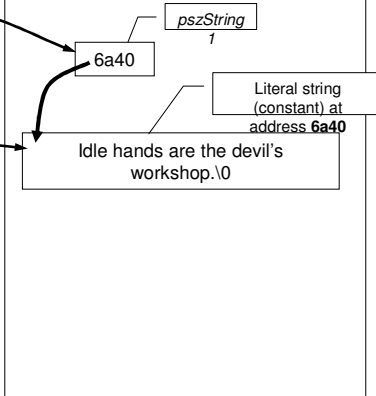 pszString
1
6a40
Literal string
(constant) at
address 6a40
Idle hands are the devil's
workshop.\0